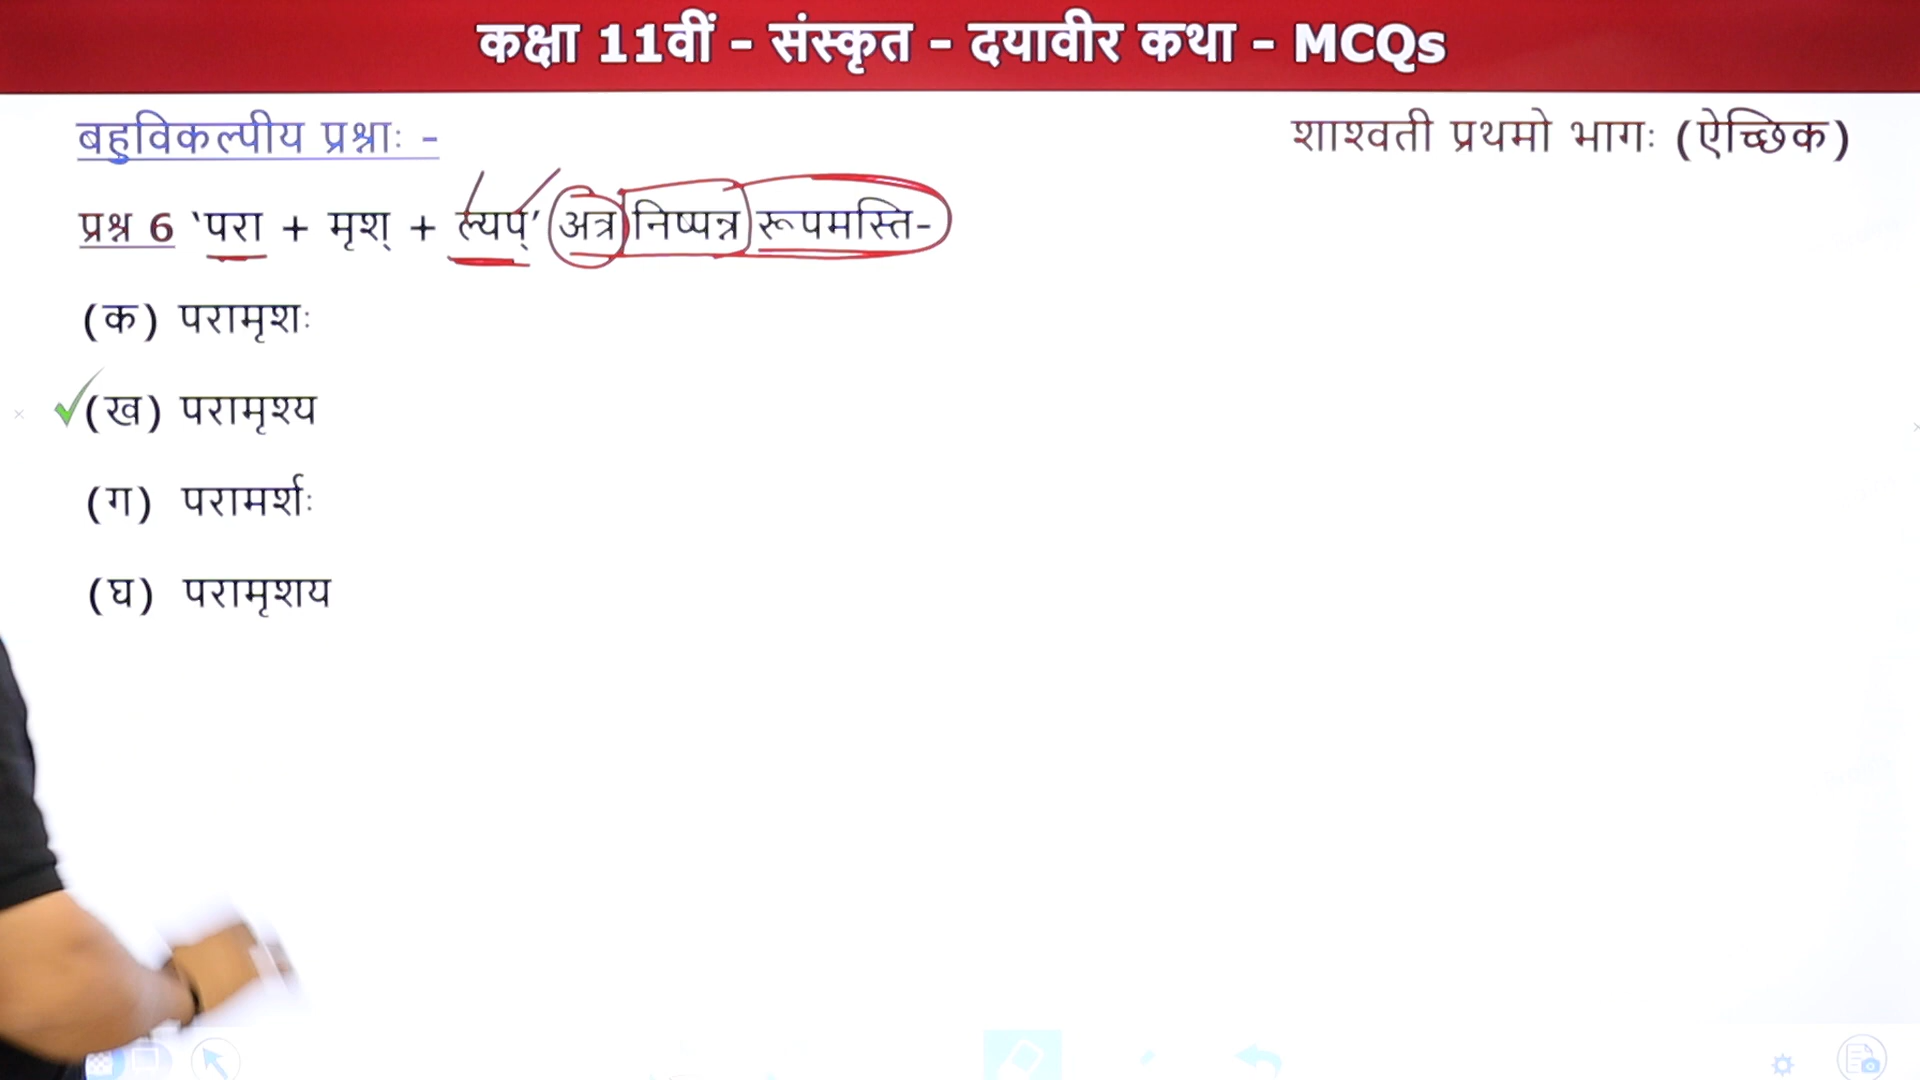 कक्षा 11वीं - संस्कृत - दयावीर कथा - MCQs
बहुविकल्पीय प्रश्नाः -
शाश्वती प्रथमो भागः (ऐच्छिक)
प्रश्न 6 ‘परा + मृश् + ल्यप्’ अत्र निष्पन्न रूपमस्ति-
(क) परामृशः
(ख) परामृश्य
(ग) परामर्शः
(घ) परामृशय